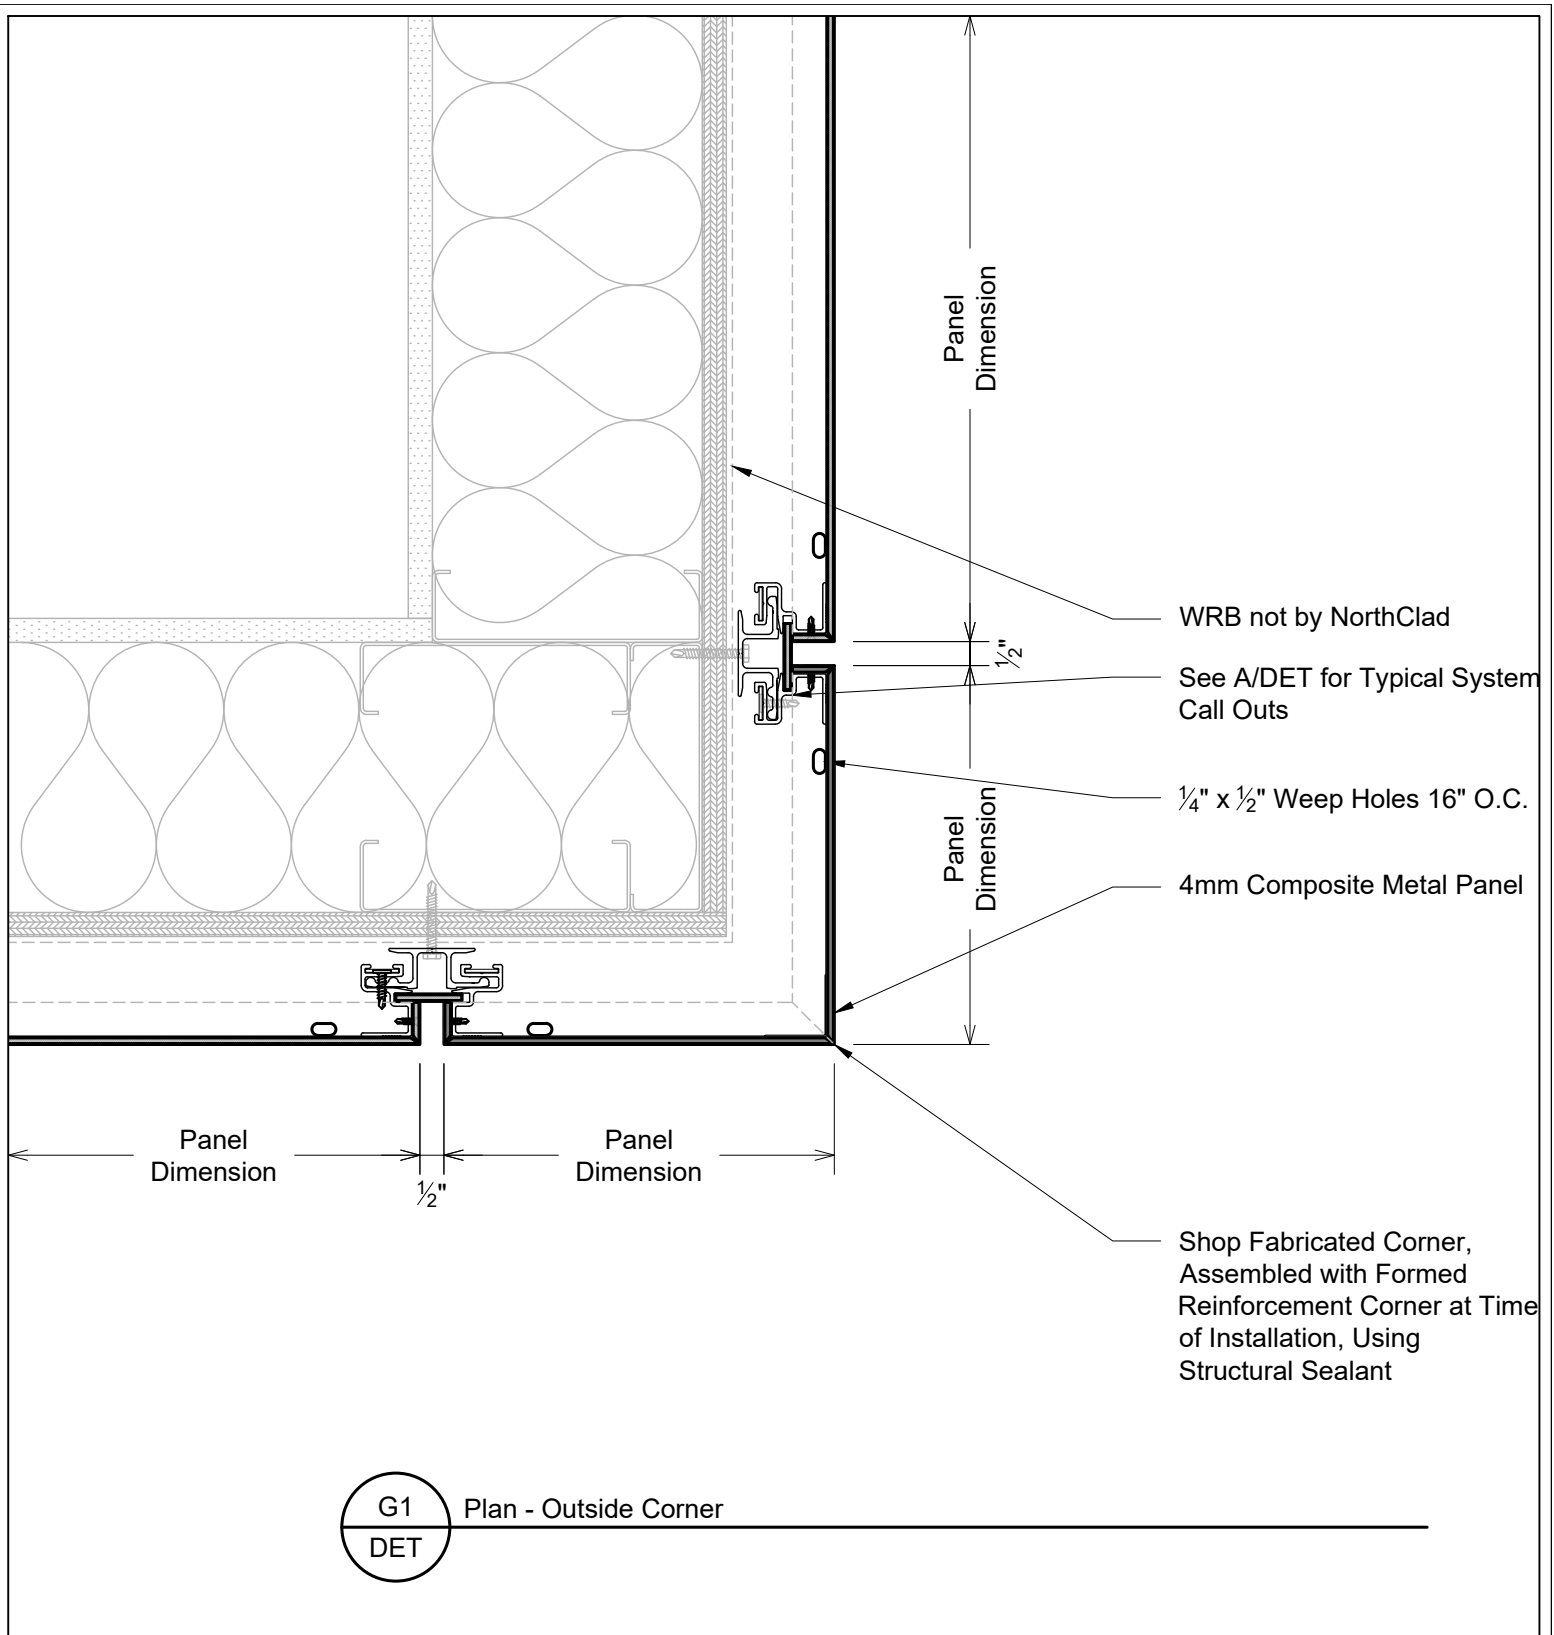 Panel
Dimension
½"
WRB not by NorthClad
See A/DET for Typical System
Call Outs
¼" x ½" Weep Holes 16" O.C.
Panel
Dimension
4mm Composite Metal Panel
Panel
Dimension
½"
Panel
Dimension
Shop Fabricated Corner,
Assembled with Formed
Reinforcement Corner at Time
of Installation, Using
Structural Sealant
G1
Plan - Outside Corner
DET